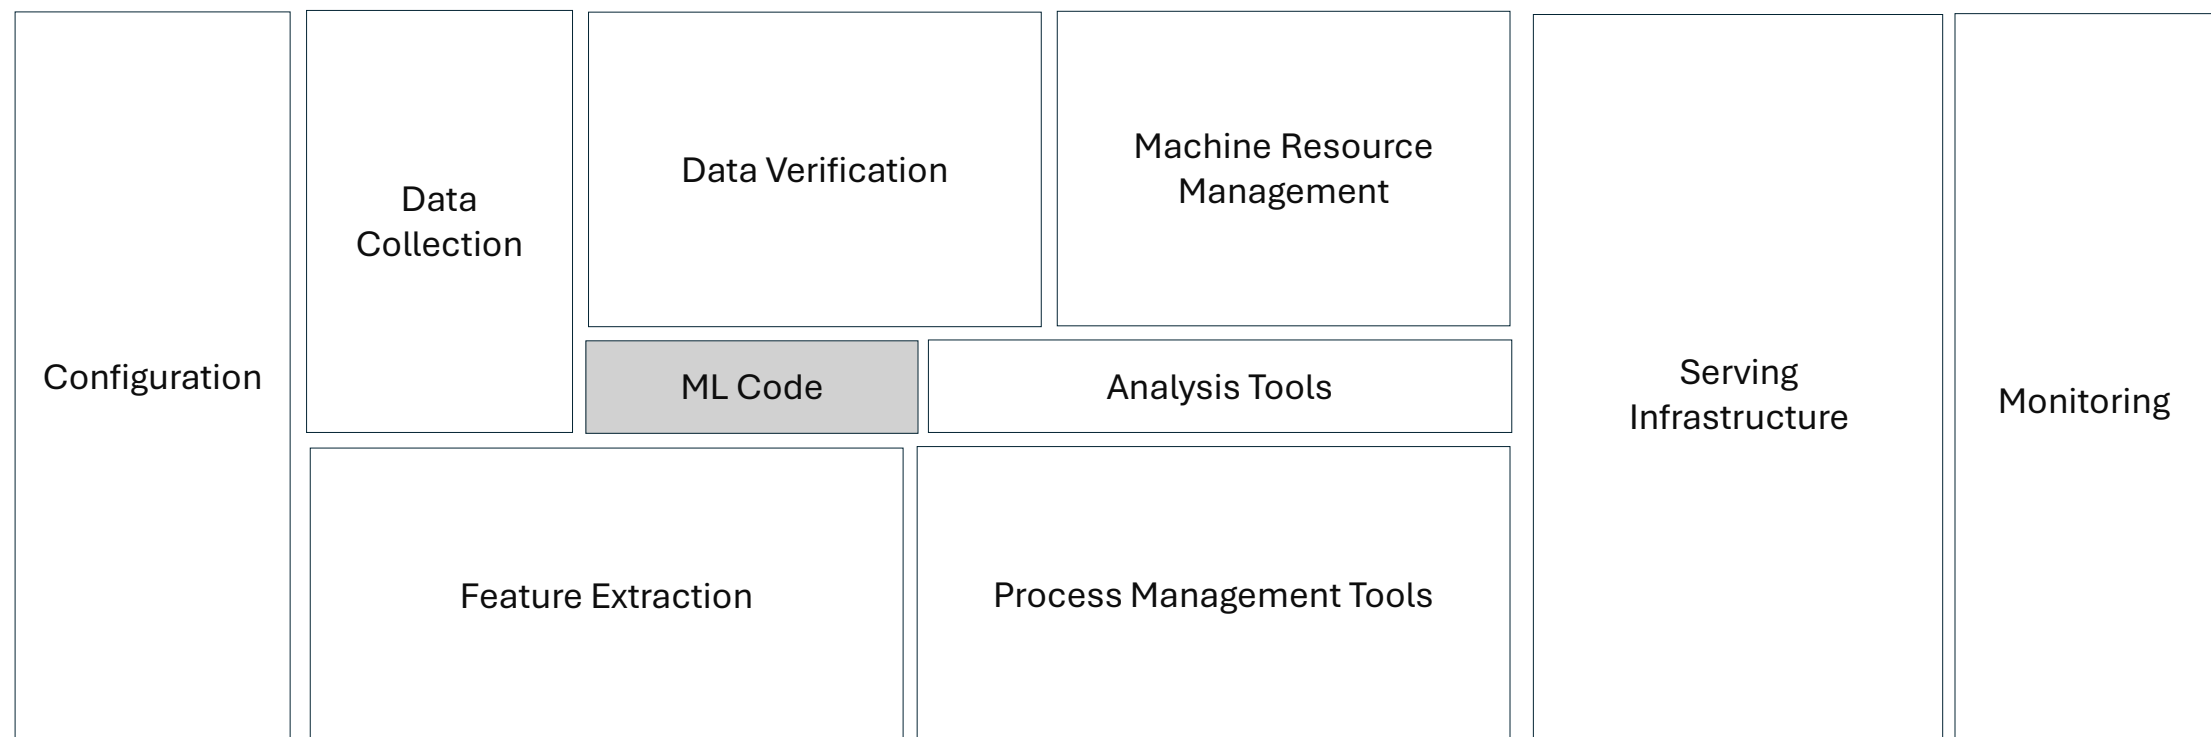 Configuration
Data
Collection
Data Verification
Machine Resource
Management
ML Code
Analysis Tools
Feature Extraction
Process Management Tools
Serving
Infrastructure
Monitoring